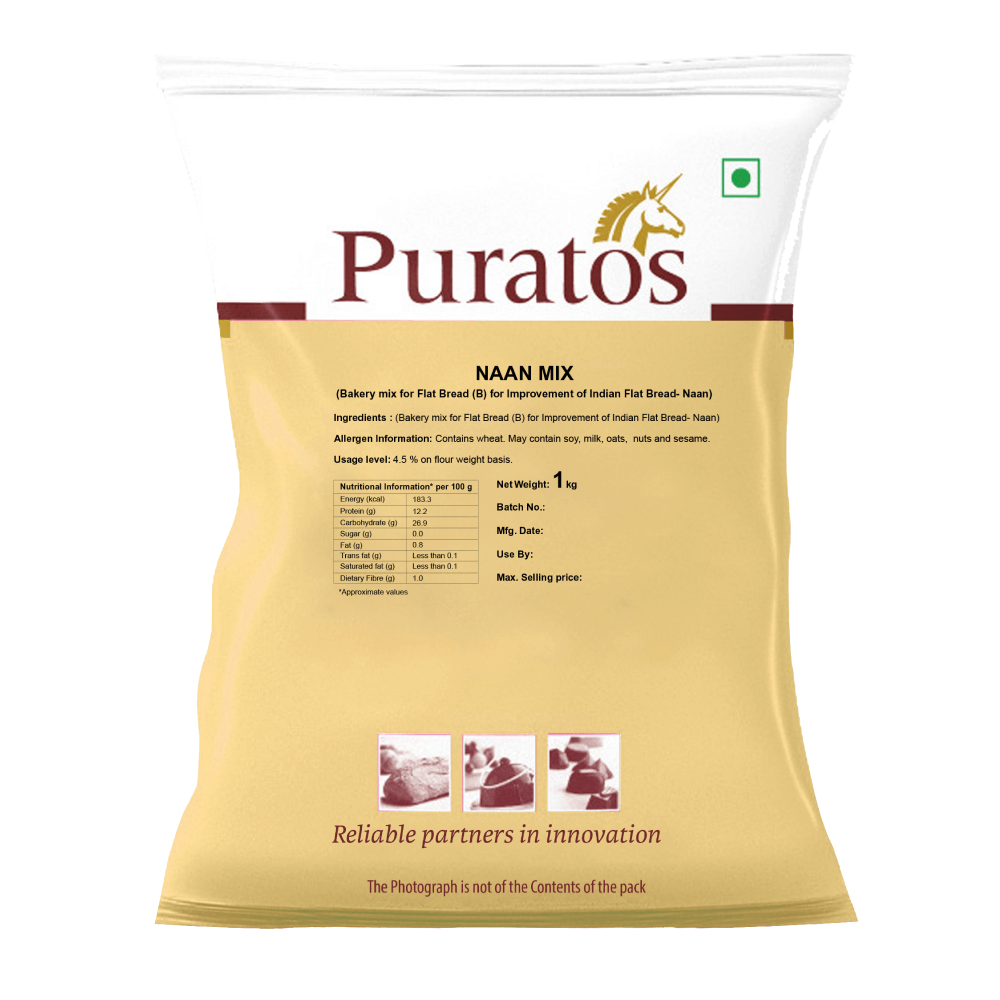 Puratos
NAAN MIX
(Bakery mix for Flat Bread (B) for Improvement of Indian Flat Bread- Naan)
Ingredients : (Bakery mix for Flat Bread (B) for Improvement of Indian Flat Bread- Naan)
Allergen Information: Contains wheat. May contain soy, milk, oats, nuts and sesame.
Usage level: 4.5 % on flour weight basis.
Nutritional Information* per 100 g
Energy (kcal) 183.3
Protein (g) 12.2
Carbohydrate (g) 26.9
Sugar (g) 0.0
Fat (g) 0.8
Trans fat (g) Less than 0.1
Saturated fat (g) Less than 0.1
Dietary Fibre (g) 1.0
*Approximate values
Net Weight: 1 kg
Batch No.:
Mfg. Date:
Use By:
Max. Selling price:
Reliable partners in innovation
The Photograph is not of the Contents of the pack